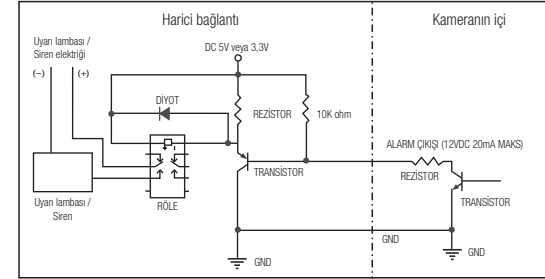 Harici bağlantı
Kameranın içi
Uyarı lambası /
Siren elektriği
(−)
(+)
DC 5V veya 3,3V
DİYOT
REZİSTOR
10K ohm
ALARM ÇIKIŞI (12VDC 20mA MAKS)
TRANSİSTOR
REZİSTOR
TRANSİSTOR
Uyarı lambası /
Siren
RÖLE
GND
GND
GND